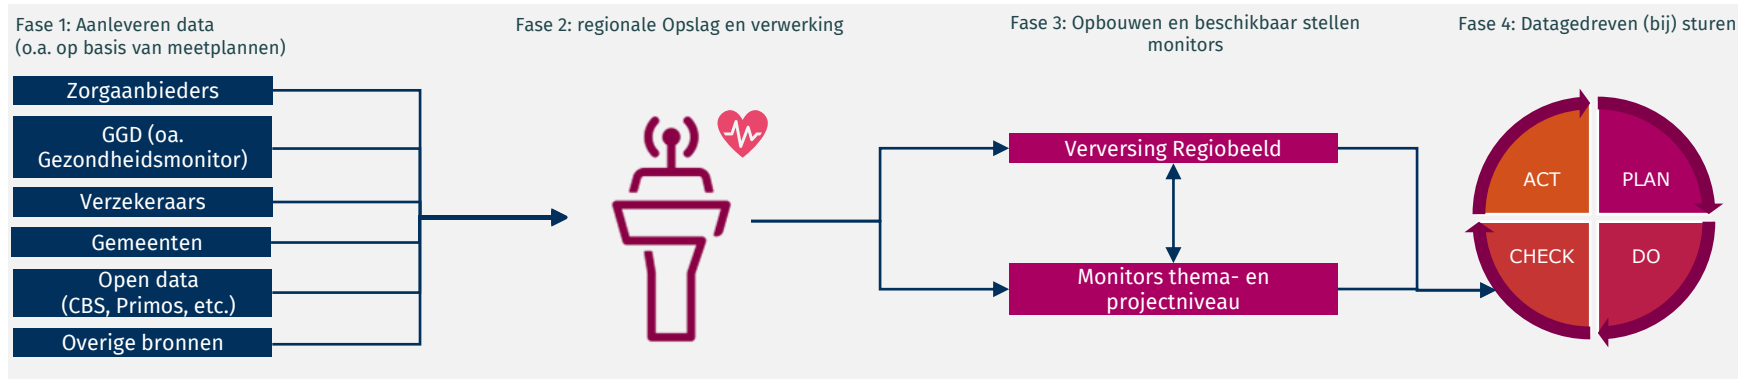 Fase 1: Aanleveren data
(o.a. op basis van meetplannen)
Zorgaanbieders
GGD (oa.
Gezondheidsmonitor)
Verzekeraars
Gemeenten
Open data
(CBS, Primos, etc.)
Overige bronnen
Fase 2: regionale Opslag en verwerking
Fase 3: Opbouwen en beschikbaar stellen
monitors
Verversing Regiobeeld
Monitors thema- en
projectniveau
Fase 4: Datagedreven (bij) sturen
ACT
PLAN
CHECK
DO